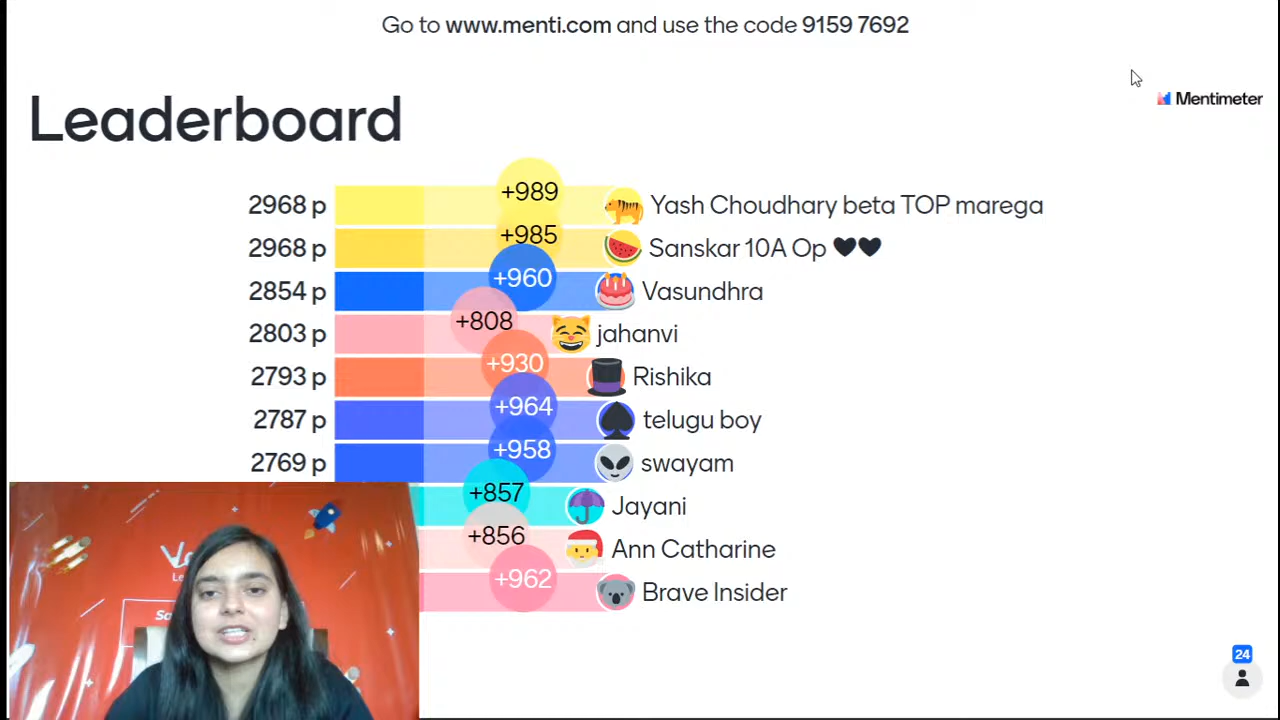 Go to www.menti.com and use the code 9159 7692
Mentimeter
Leaderboard
2968 p +989 Yash Choudhary beta TOP marega
2968 p +985 Sanskar 10A Op 🖤🖤
2854 p +960 Vasundhra
2803 p +808 jahanvi
2793 p +930 Rishika
2787 p +964 telugu boy
2769 p +958 swayam
+857 Jayani
+856 Ann Catharine
+962 Brave Insider
24